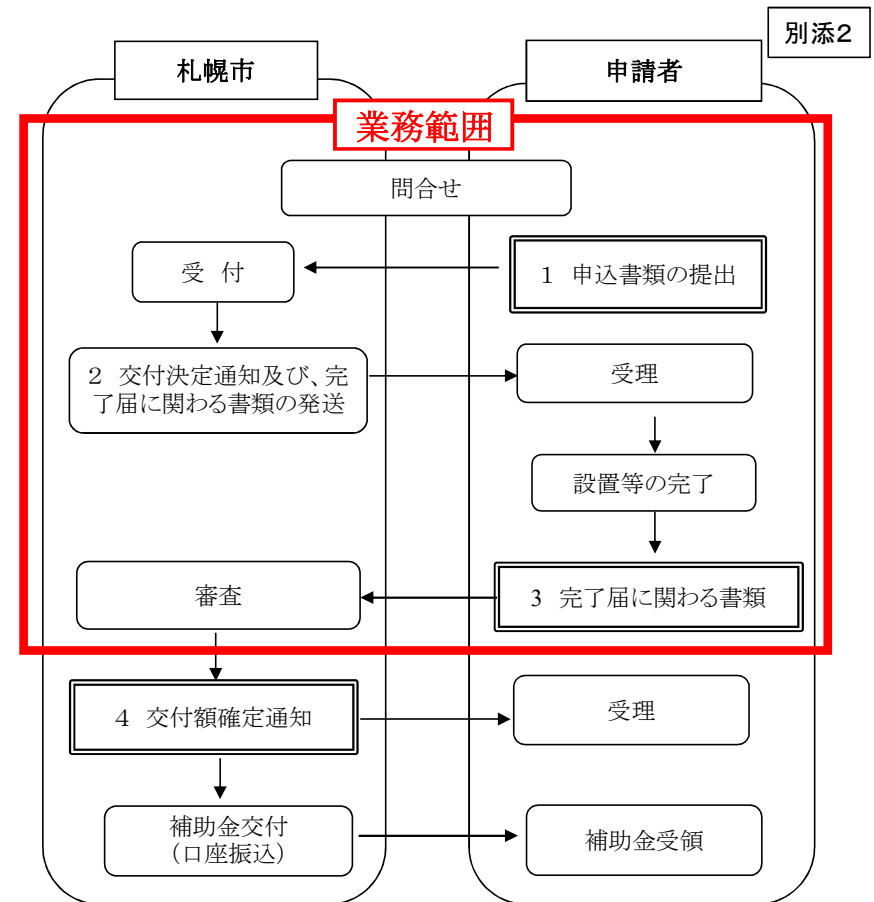 別添2
札幌市
申請者
業務範囲
問合せ
受 付
1 申込書類の提出
2 交付決定通知及び、完
了届に関わる書類の発送
受理
設置等の完了
審査
3 完了届に関わる書類
4 交付額確定通知
受理
補助金交付
(口座振込)
補助金受領